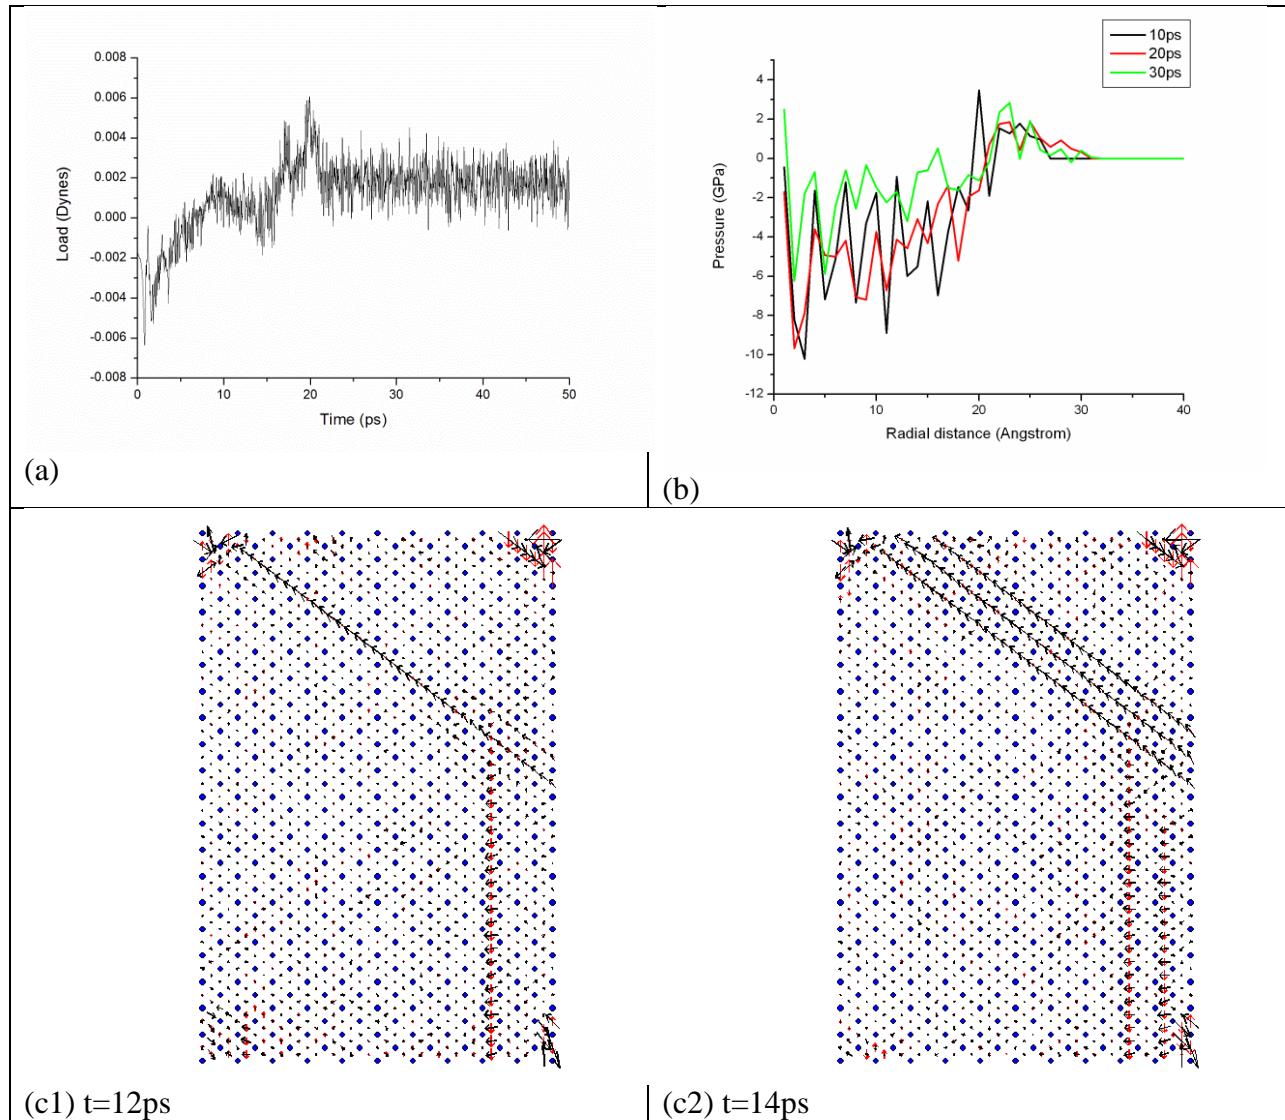 0.008
0.006
0.004
0.002
0.000
-0.002
-0.004
-0.006
-0.008
Load (Dynes)
0 10 20 30 40 50
Time (ps)
(a)
10ps
20ps
30ps
4
2
0
-2
-4
-6
-8
-10
-12
Pressure (GPa)
0 10 20 30 40
Radial distance (Angstrom)
(b)
(c1) t=12ps
(c2) t=14ps